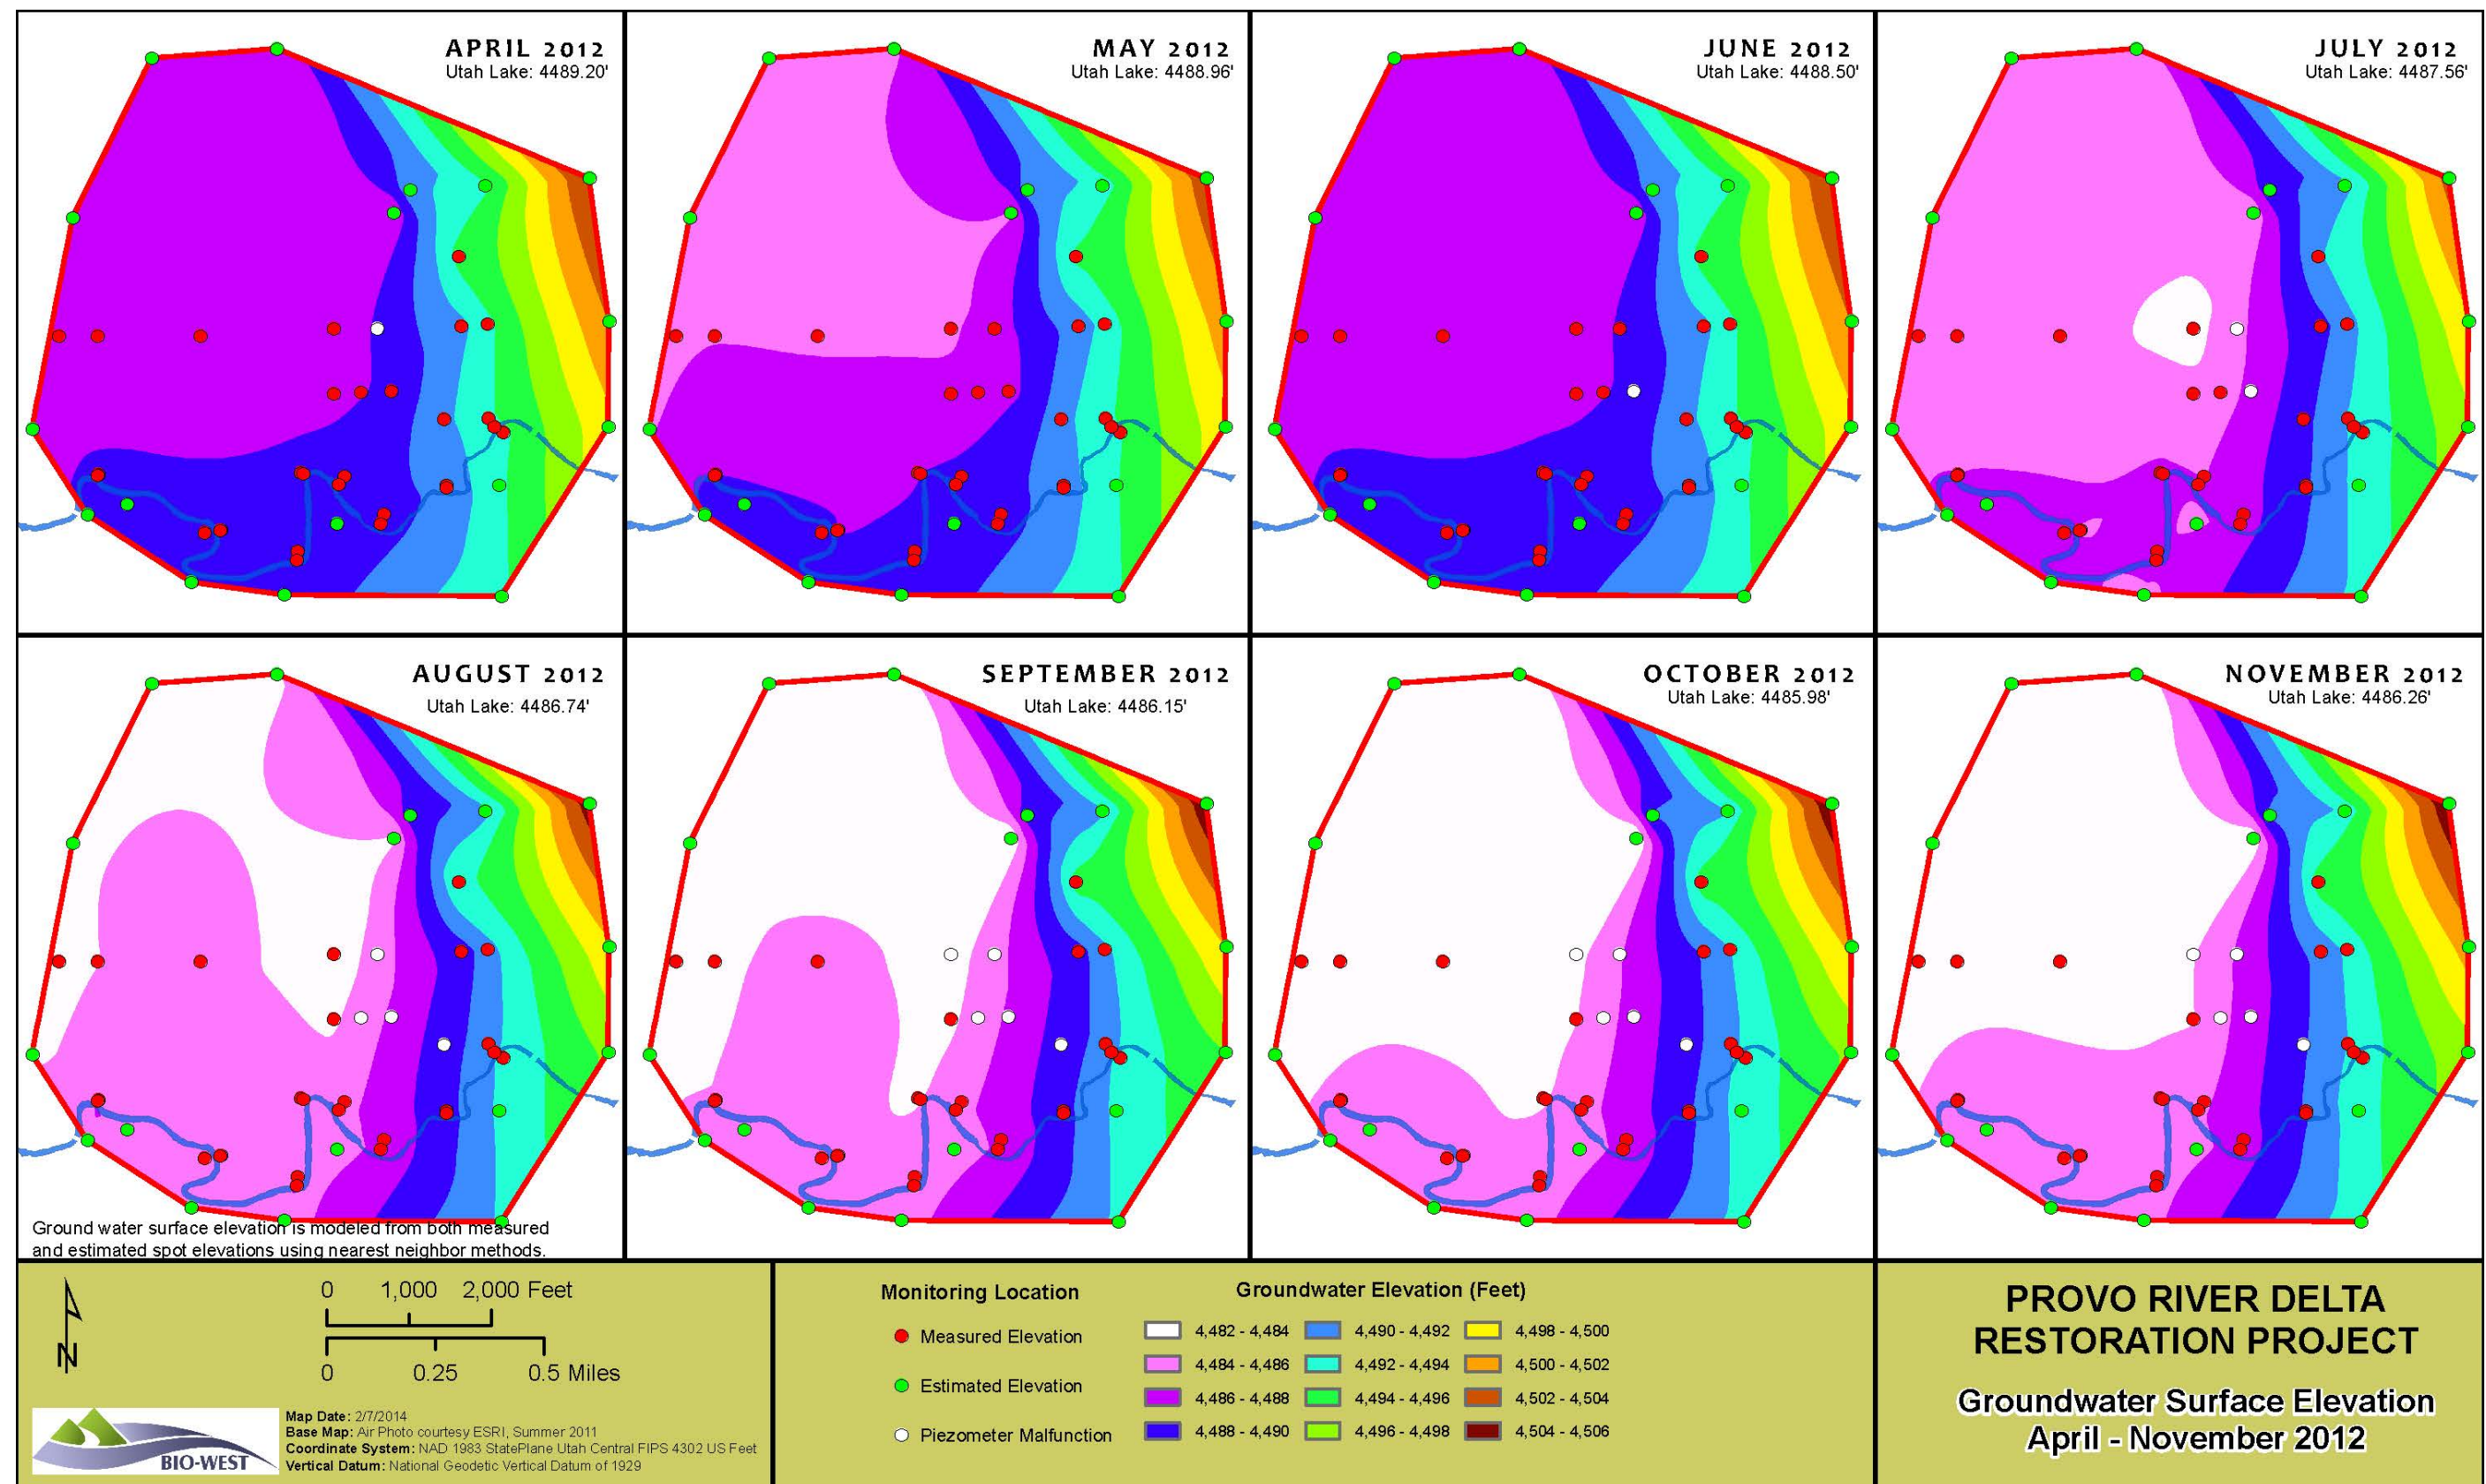 APRIL 2012
Utah Lake: 4489.20'
MAY 2012
Utah Lake: 4488.96'
JUNE 2012
Utah Lake: 4488.50'
JULY 2012
Utah Lake: 4487.56'
AUGUST 2012
Utah Lake: 4486.74'
SEPTEMBER 2012
Utah Lake: 4486.15'
OCTOBER 2012
Utah Lake: 4485.98'
NOVEMBER 2012
Utah Lake: 4486.26'
Ground water surface elevation is modeled from both measured
and estimated spot elevations using nearest neighbor methods.
N
0 1,000 2,000 Feet
0 0.25 0.5 Miles
BIO-WEST
Map Date: 2/7/2014
Base Map: Air Photo courtesy ESRI, Summer 2011
Coordinate System: NAD 1983 StatePlane Utah Central FIPS 4302 US Feet
Vertical Datum: National Geodetic Vertical Datum of 1929
Monitoring Location
Measured Elevation
Estimated Elevation
Piezometer Malfunction
Groundwater Elevation (Feet)
4,482 - 4,484 4,490 - 4,492 4,498 - 4,500
4,484 - 4,486 4,492 - 4,494 4,500 - 4,502
4,486 - 4,488 4,494 - 4,496 4,502 - 4,504
4,488 - 4,490 4,496 - 4,498 4,504 - 4,506
PROVO RIVER DELTA
RESTORATION PROJECT
Groundwater Surface Elevation
April - November 2012